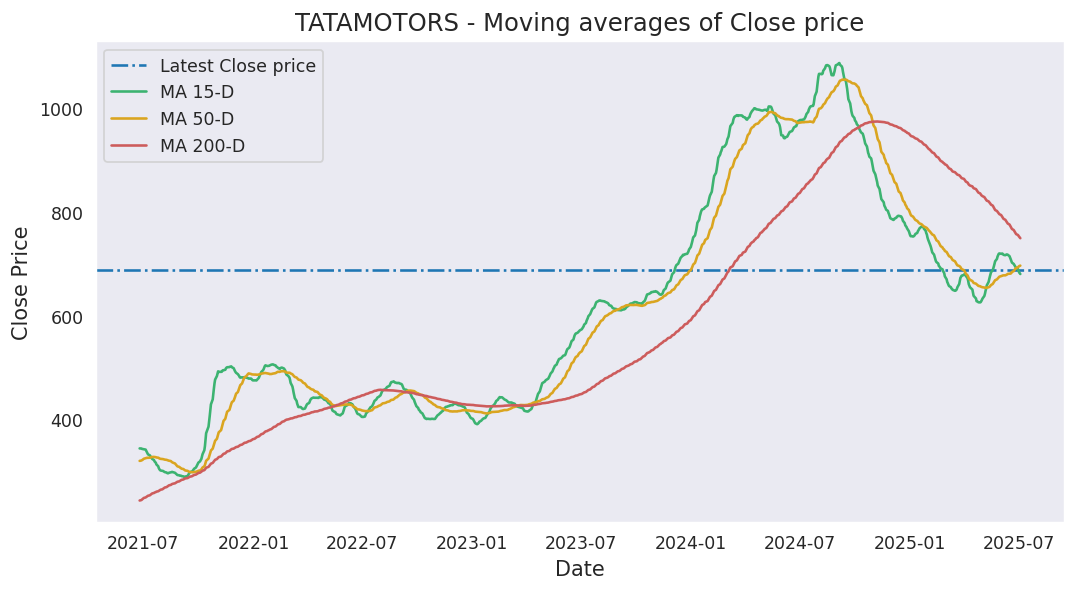 TATAMOTORS - Moving averages of Close price
Latest Close price
MA 15-D
MA 50-D
MA 200-D
Close Price
1000
800
600
400
2021-07 2022-01 2022-07 2023-01 2023-07 2024-01 2024-07 2025-01 2025-07
Date